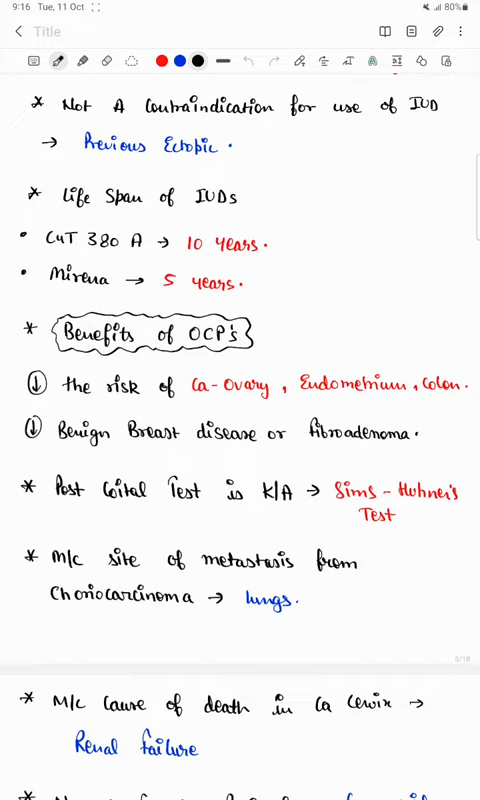 9:16 Tue, 11 Oct 80%
Title
* Not A Contraindication for use of IUD
→ Previous Ectopic.
* Life Span of IUDs
• CuT 380 A → 10 years.
• Mirena → 5 years.
* Benefits of OCP's
↓ the risk of Ca-Ovary, Endometrium, Colon.
↓ Benign Breast disease or fibroadenoma.
* Post Coital Test is K/A → Sims - Huhner's
Test
* M/C site of metastasis from
Choriocarcinoma → lungs.
5/18
* M/C Cause of death in Ca Cervix →
Renal failure